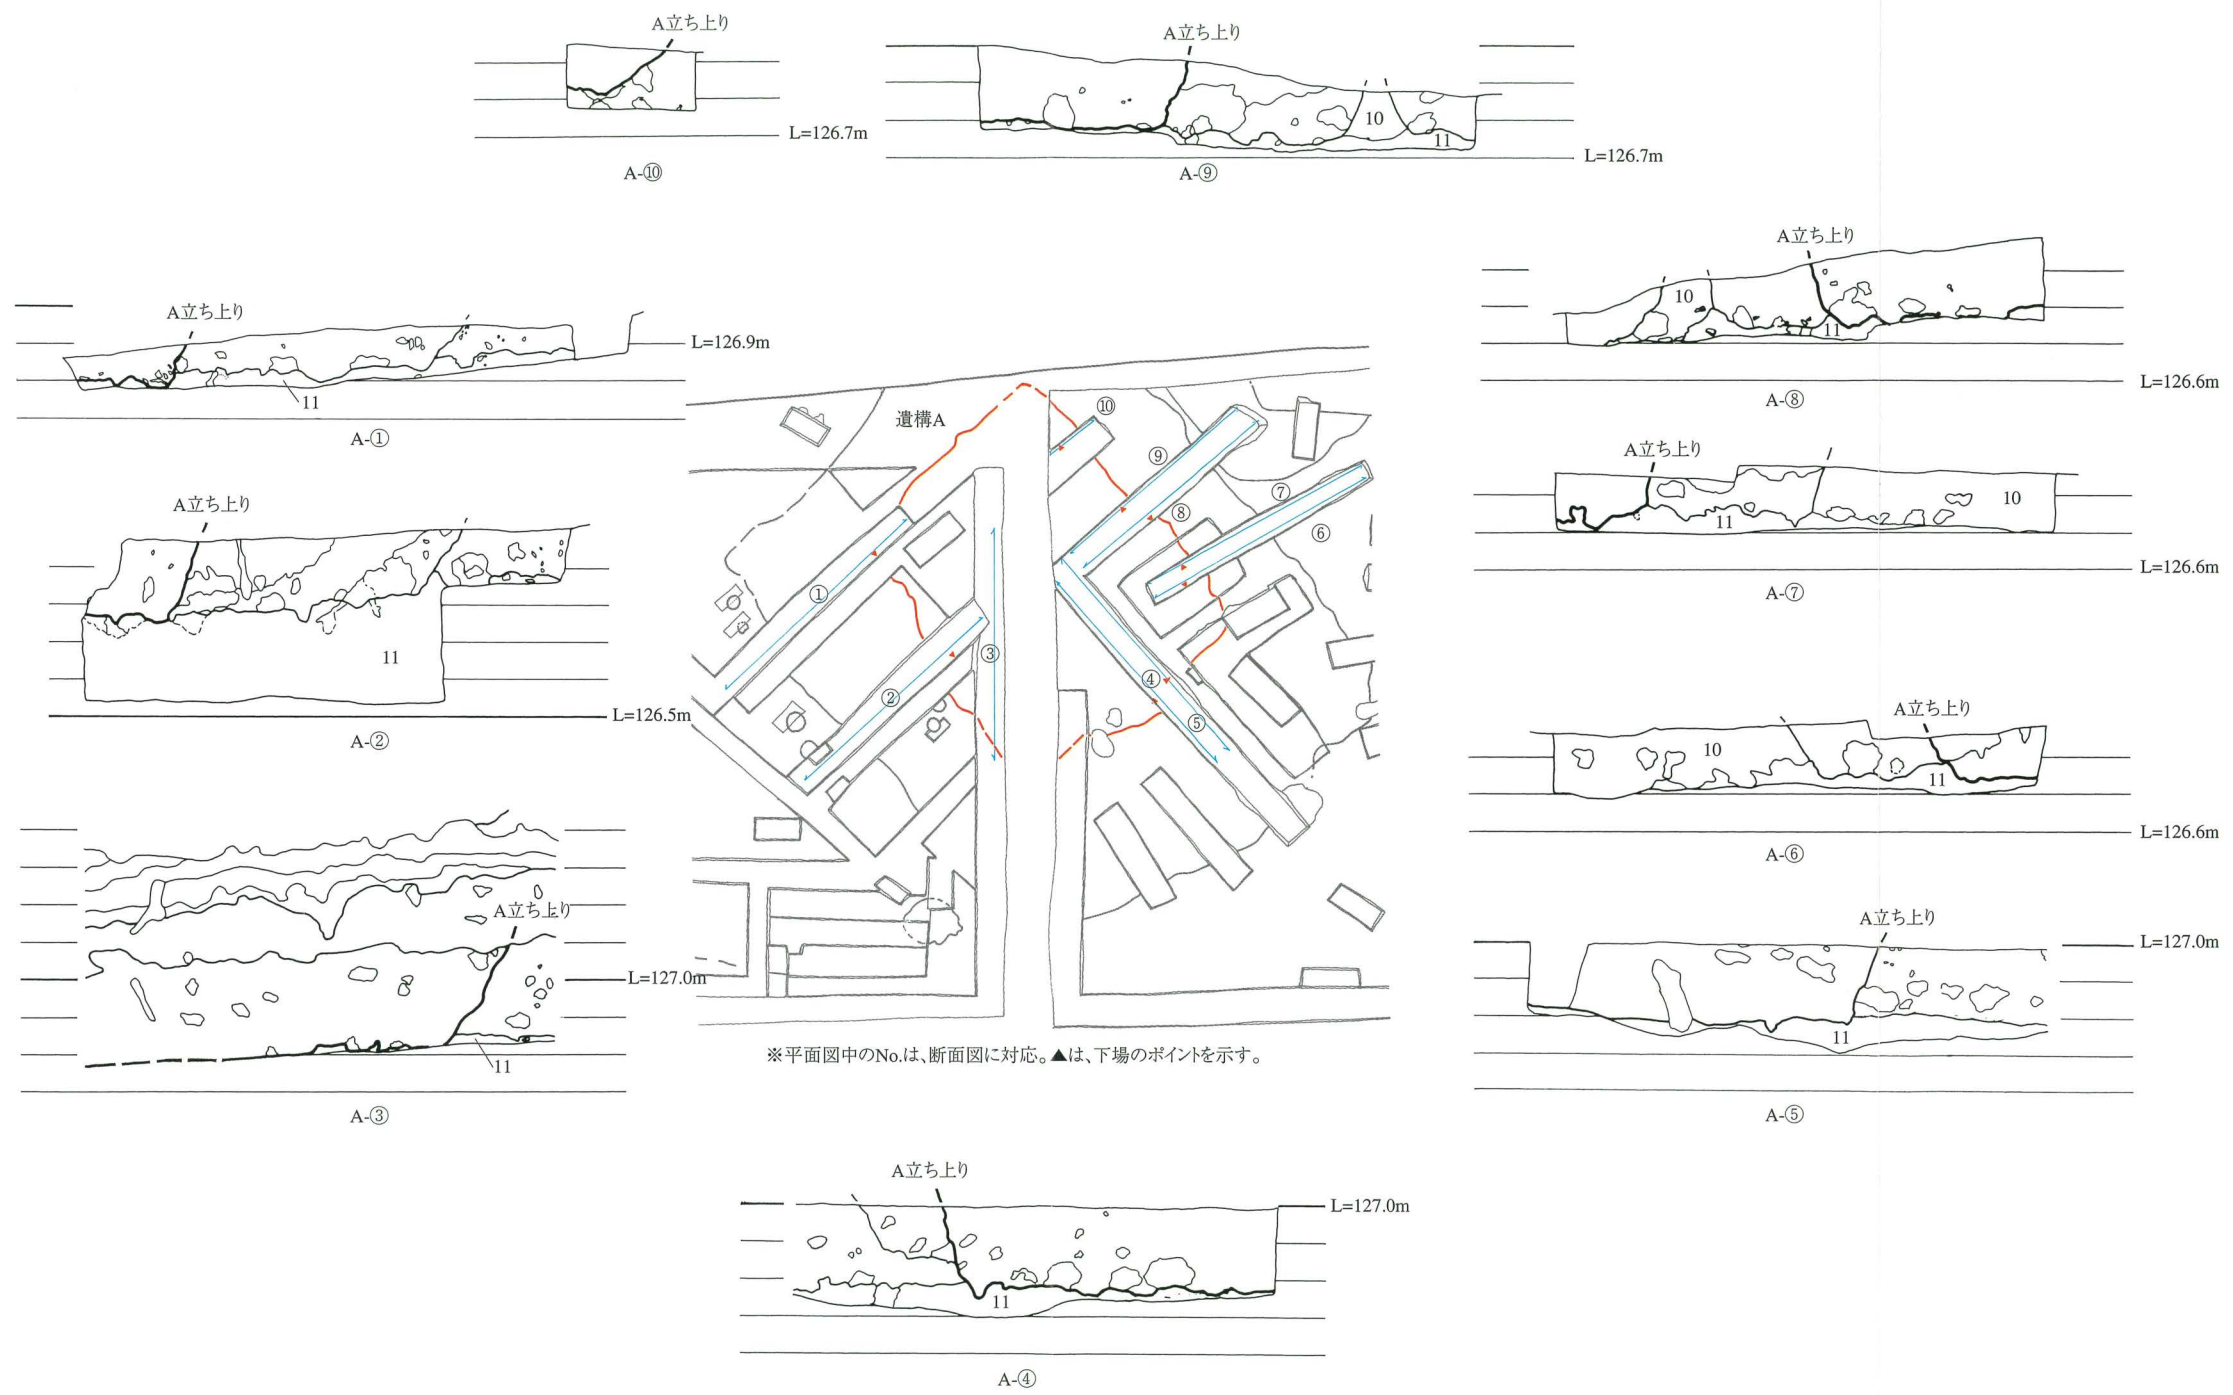 A立ち上り
L=126.7m
A-⑩
A立ち上り
10
11
L=126.7m
A-⑨
A立ち上り
L=126.9m
11
A-①
A立ち上り
10
11
L=126.6m
A-⑧
A立ち上り
11
L=126.5m
A-②
A立ち上り
10
11
L=126.6m
A-⑦
遺構A
⑩
⑨
⑦
⑧
⑥
①
③
②
④
⑤
A立ち上り
10
11
L=126.6m
A-⑥
A立ち上り
L=127.0m
11
A-③
A立ち上り
L=127.0m
11
A-⑤
※平面図中のNo.は、断面図に対応。▲は、下場のポイントを示す。
A立ち上り
L=127.0m
11
A-④